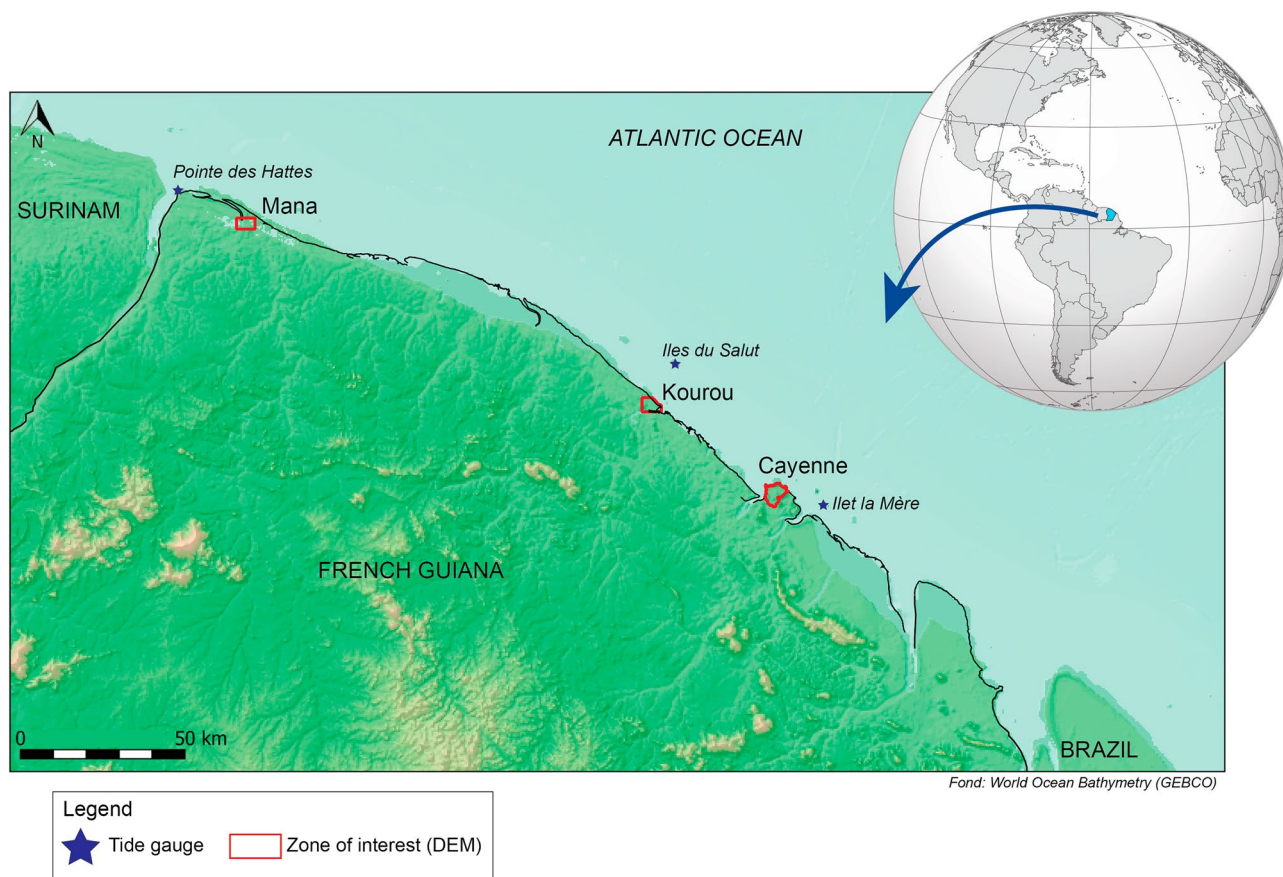 ATLANTIC OCEAN
N
Pointe des Hattes
SURINAM
Mana
Iles du Salut
Kourou
Cayenne
Ilet la Mère
FRENCH GUIANA
0 50 km
BRAZIL
Fond: World Ocean Bathymetry (GEBCO)
Legend
Tide gauge
Zone of interest (DEM)